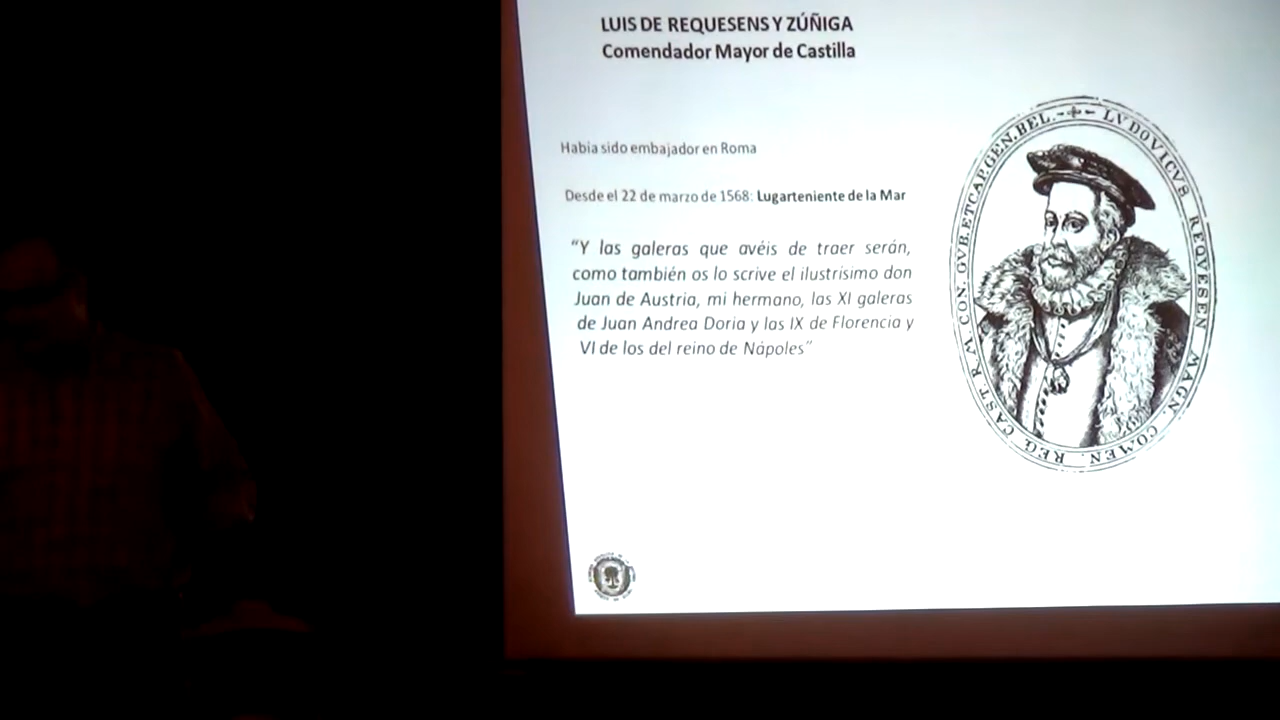 LUIS DE REQUESENS Y ZÚÑIGA
Comendador Mayor de Castilla
Habia sido embajador en Roma
Desde el 22 de marzo de 1568: Lugarteniente de la Mar
“Y las galeras que avéis de traer serán,
como también os lo scrive el ilustrísimo don
Juan de Austria, mi hermano, las XI galeras
de Juan Andrea Doria y las IX de Florencia y
VI de los del reino de Nápoles”
LVDOVICVS REQVESEN MAGN. COMEN. REG. CAST. R.M. CON. GVB. ET CAP. GEN. BEL.